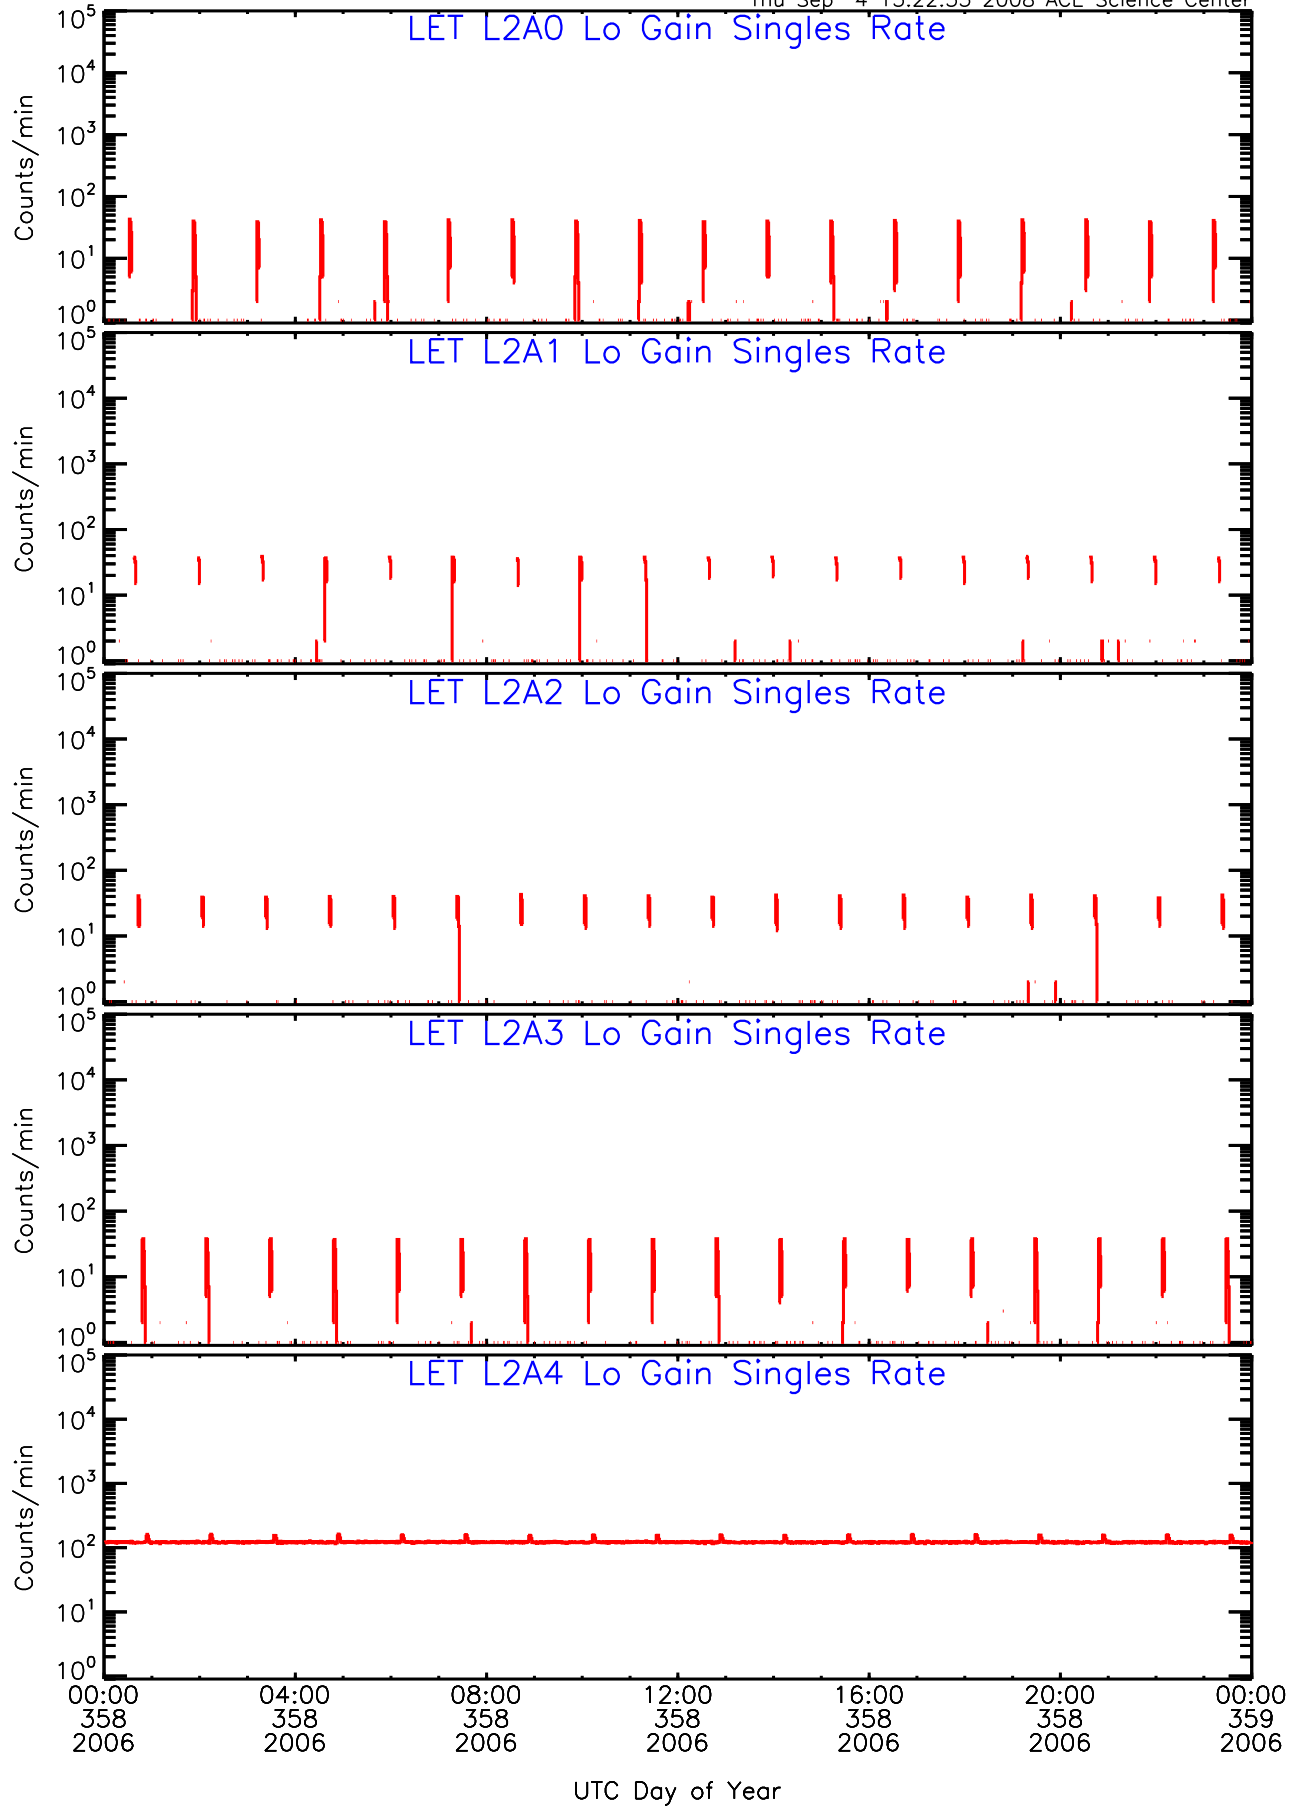 LET L2A0 Lo Gain Singles Rate
10^5
10^4
10^3
10^2
10^1
10^0
Counts/min
LET L2A1 Lo Gain Singles Rate
10^5
10^4
10^3
10^2
10^1
10^0
Counts/min
LET L2A2 Lo Gain Singles Rate
10^5
10^4
10^3
10^2
10^1
10^0
Counts/min
LET L2A3 Lo Gain Singles Rate
10^5
10^4
10^3
10^2
10^1
10^0
Counts/min
LET L2A4 Lo Gain Singles Rate
10^5
10^4
10^3
10^2
10^1
10^0
Counts/min
00:00 04:00 08:00 12:00 16:00 20:00 00:00
358 358 358 358 358 358 359
2006 2006 2006 2006 2006 2006 2006
UTC Day of Year